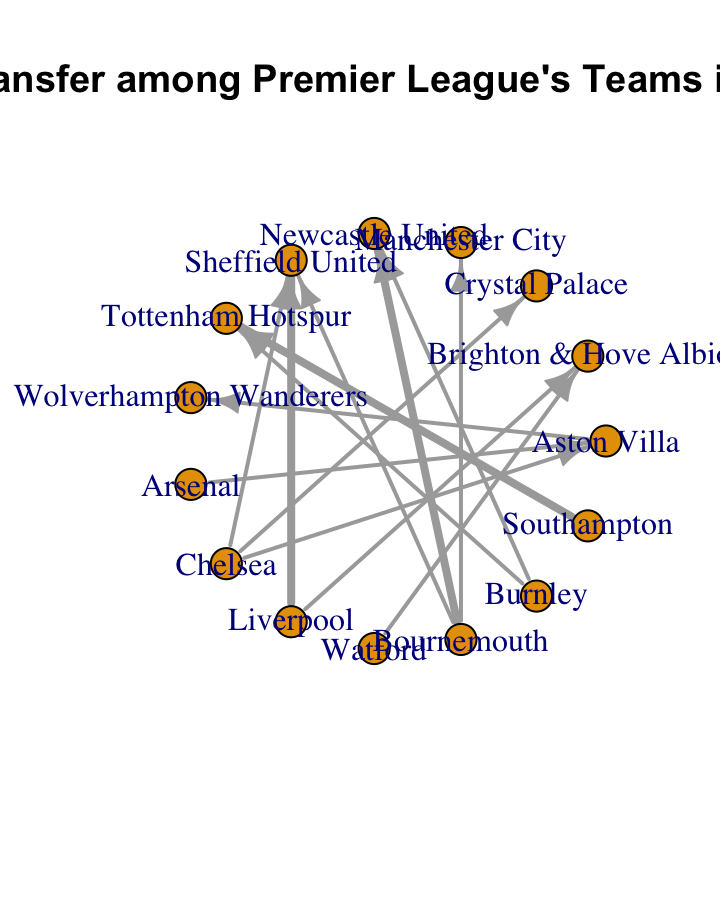 ansfer among Premier League's Teams i
Newcastle United
Manchester City
Sheffield United
Crystal Palace
Tottenham Hotspur
Brighton & Hove Albio
Wolverhampton Wanderers
Aston Villa
Arsenal
Southampton
Chelsea
Burnley
Liverpool
Bournemouth
Watford